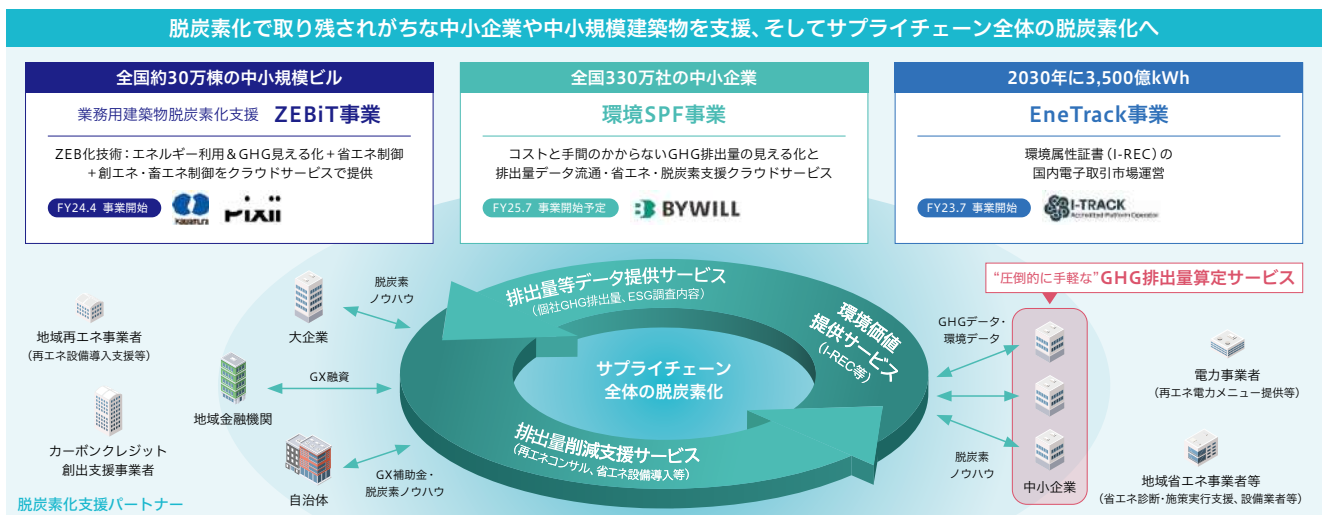 脱炭素化で取り残されがちな中小企業や中小規模建築物を支援、そしてサプライチェーン全体の脱炭素化へ
全国約30万棟の中小規模ビル
業務用建築物脱炭素化支援 ZEBiT事業
ZEB化技術：エネルギー利用＆GHG見える化＋省エネ制御
＋創エネ・畜エネ制御をクラウドサービスで提供
FY24.4 事業開始
kawamura
Pixii
全国330万社の中小企業
環境SPF事業
コストと手間のかからないGHG排出量の見える化と
排出量データ流通・省エネ・脱炭素支援クラウドサービス
FY25.7 事業開始予定
BYWILL
2030年に3,500億kWh
EneTrack事業
環境属性証書（I-REC）の
国内電子取引市場運営
FY23.7 事業開始
I-TRACK
Accredited Platform Operator
地域再エネ事業者
（再エネ設備導入支援等）
カーボンクレジット
創出支援事業者
脱炭素化支援パートナー
大企業
脱炭素
ノウハウ
地域金融機関
GX融資
自治体
GX補助金・
脱炭素ノウハウ
排出量等データ提供サービス
（個社GHG排出量、ESG調査内容）
環境価値
提供サービス
（I-REC等）
サプライチェーン
全体の脱炭素化
排出量削減支援サービス
（再エネコンサル、省エネ設備導入等）
“圧倒的に手軽な”GHG排出量算定サービス
GHGデータ・
環境データ
脱炭素
ノウハウ
中小企業
電力事業者
（再エネ電力メニュー提供等）
地域省エネ事業者等
（省エネ診断・施策実行支援、設備業者等）